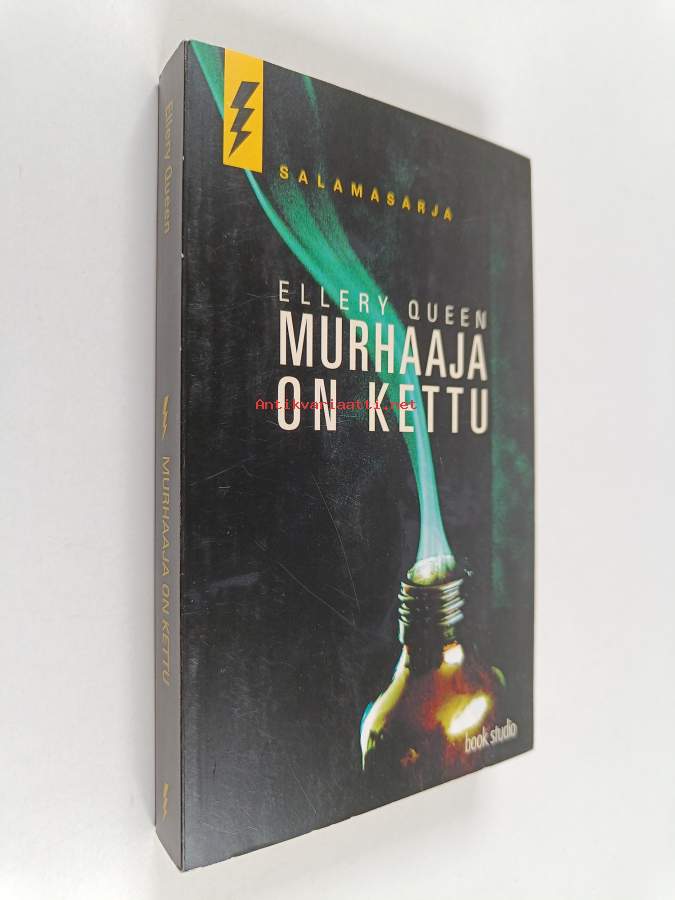 SALAMASARJA
ELLERY QUEEN
MURHAAJA
ON KETTU
Antikvariaatti.net
book studio
Ellery Queen
MURHAAJA ON KETTU